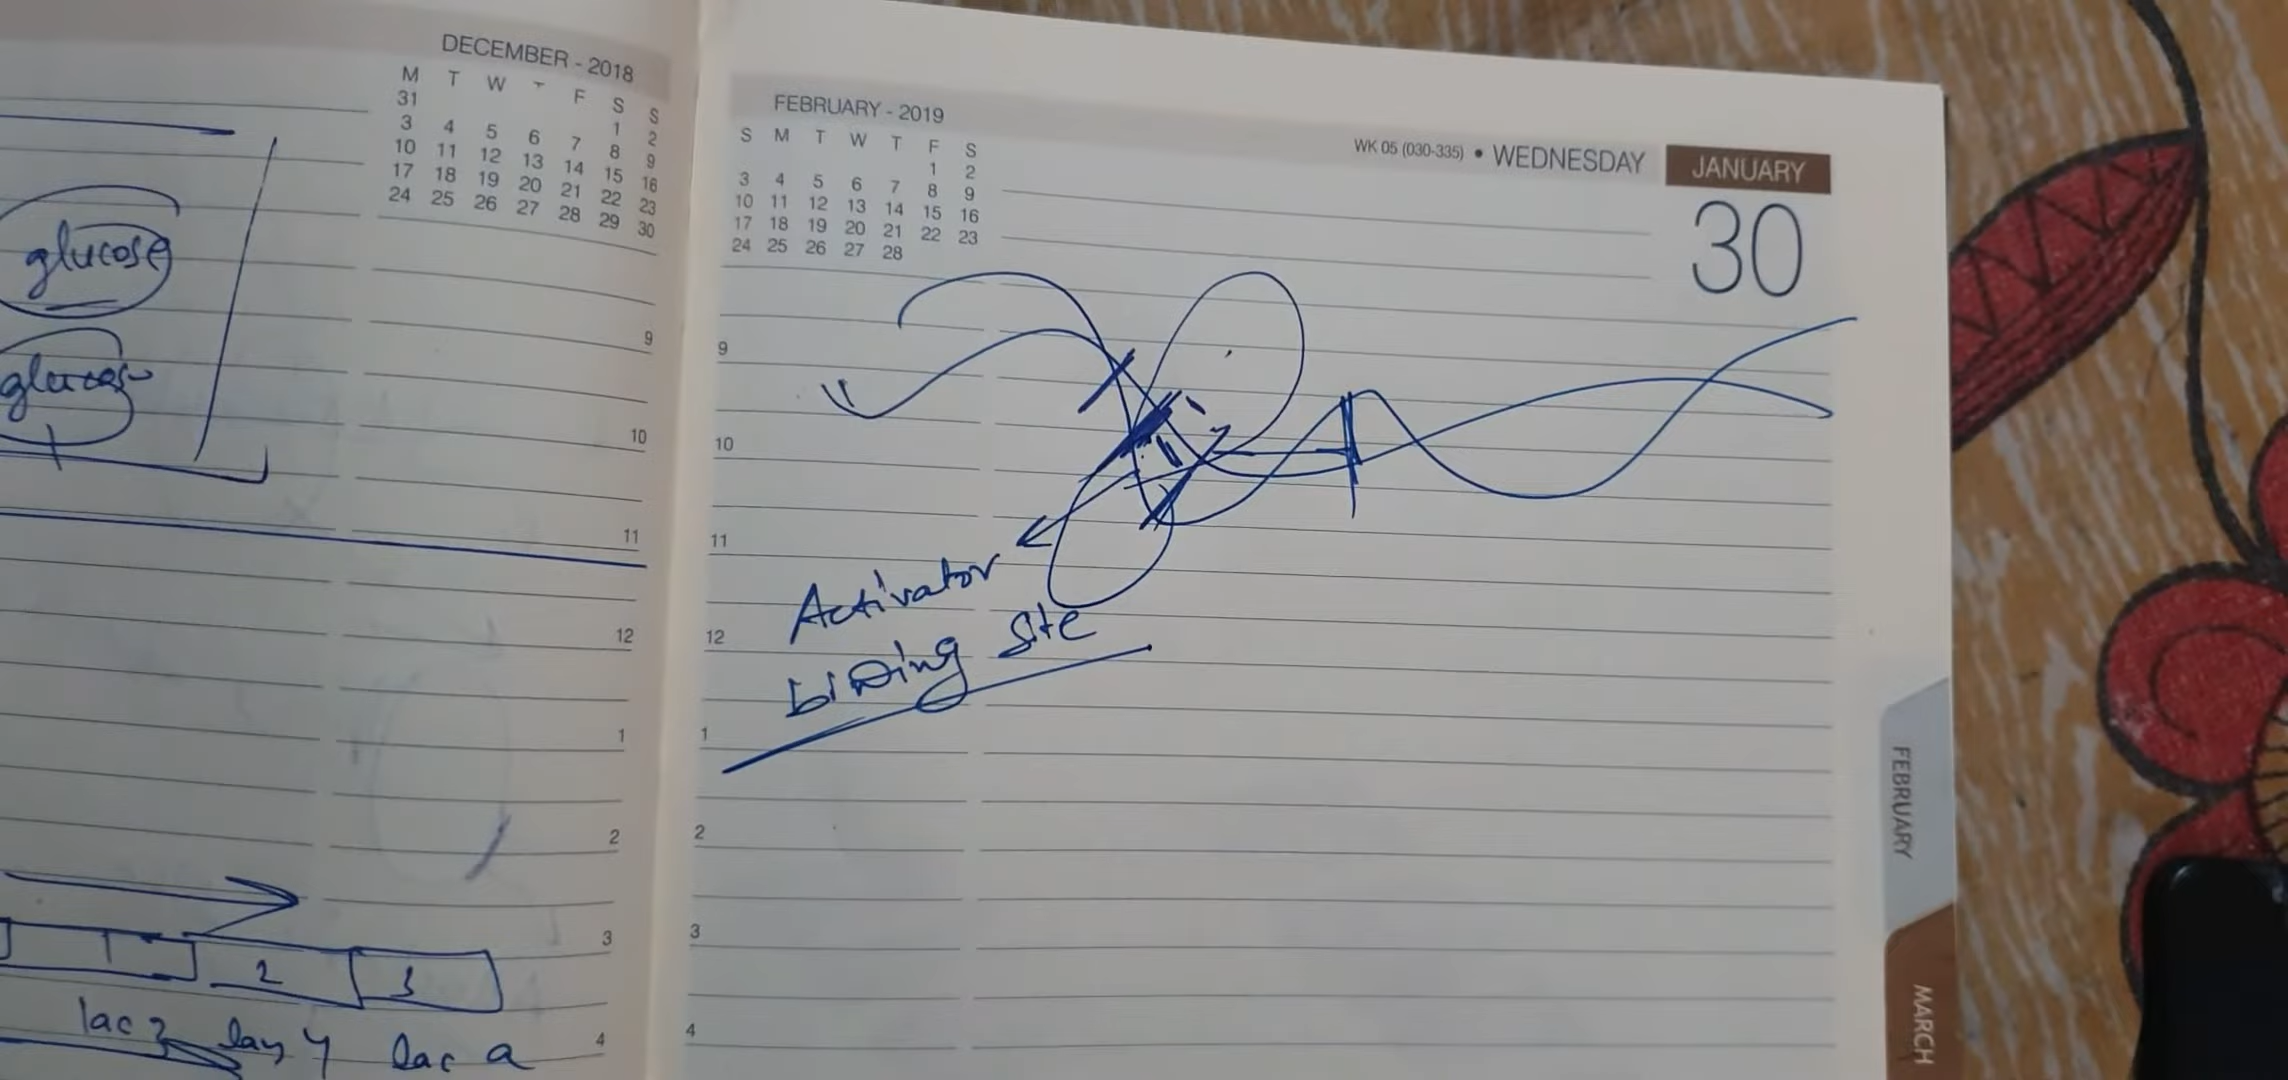 DECEMBER - 2018
M T W T F S S
31 1 2
3 4 5 6 7 8 9
10 11 12 13 14 15 16
17 18 19 20 21 22 23
24 25 26 27 28 29 30
glucose
9
10
11
12
1
2
3
1
2 3
lac z lac y lac a
4
FEBRUARY - 2019
S M T W T F S
1 2
3 4 5 6 7 8 9
10 11 12 13 14 15 16
17 18 19 20 21 22 23
24 25 26 27 28
WK 05 (030-335) • WEDNESDAY
JANUARY
30
9
10
11
Activator
12
binding site
1
2
3
4
FEBRUARY
MARCH